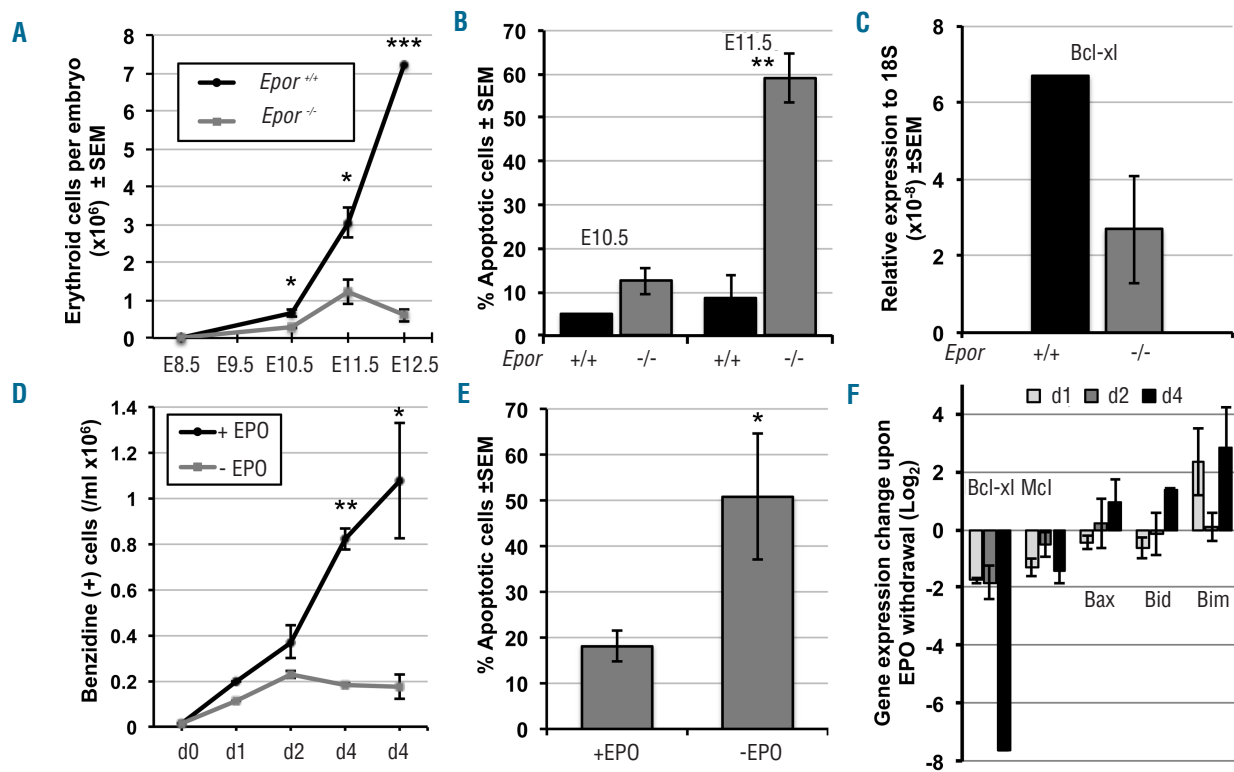 A
Erythroid cells per embryo
(x10⁶) ± SEM
8
7
6
5
4
3
2
1
0
Epor +/+
Epor -/-
*
*
***
E8.5 E9.5 E10.5 E11.5 E12.5
B
% Apoptotic cells ± SEM
70
60
50
40
30
20
10
0
E10.5
E11.5
**
Epor +/+ -/- +/+ -/-
C
Relative expression to 18S
(x10⁻⁸) ±SEM
8
6
4
2
0
Bcl-xl
Epor +/+ -/-
D
Benzidine (+) cells (/ml x10⁶)
1.4
1.2
1
0.8
0.6
0.4
0.2
0
+ EPO
- EPO
**
*
d0 d1 d2 d4 d4
E
% Apoptotic cells ±SEM
70
60
50
40
30
20
10
0
*
+EPO -EPO
F
Gene expression change upon
EPO withdrawal (Log₂)
d1 d2 d4
4
2
0
-2
-4
-6
-8
Bcl-xl Mcl
Bax Bid Bim